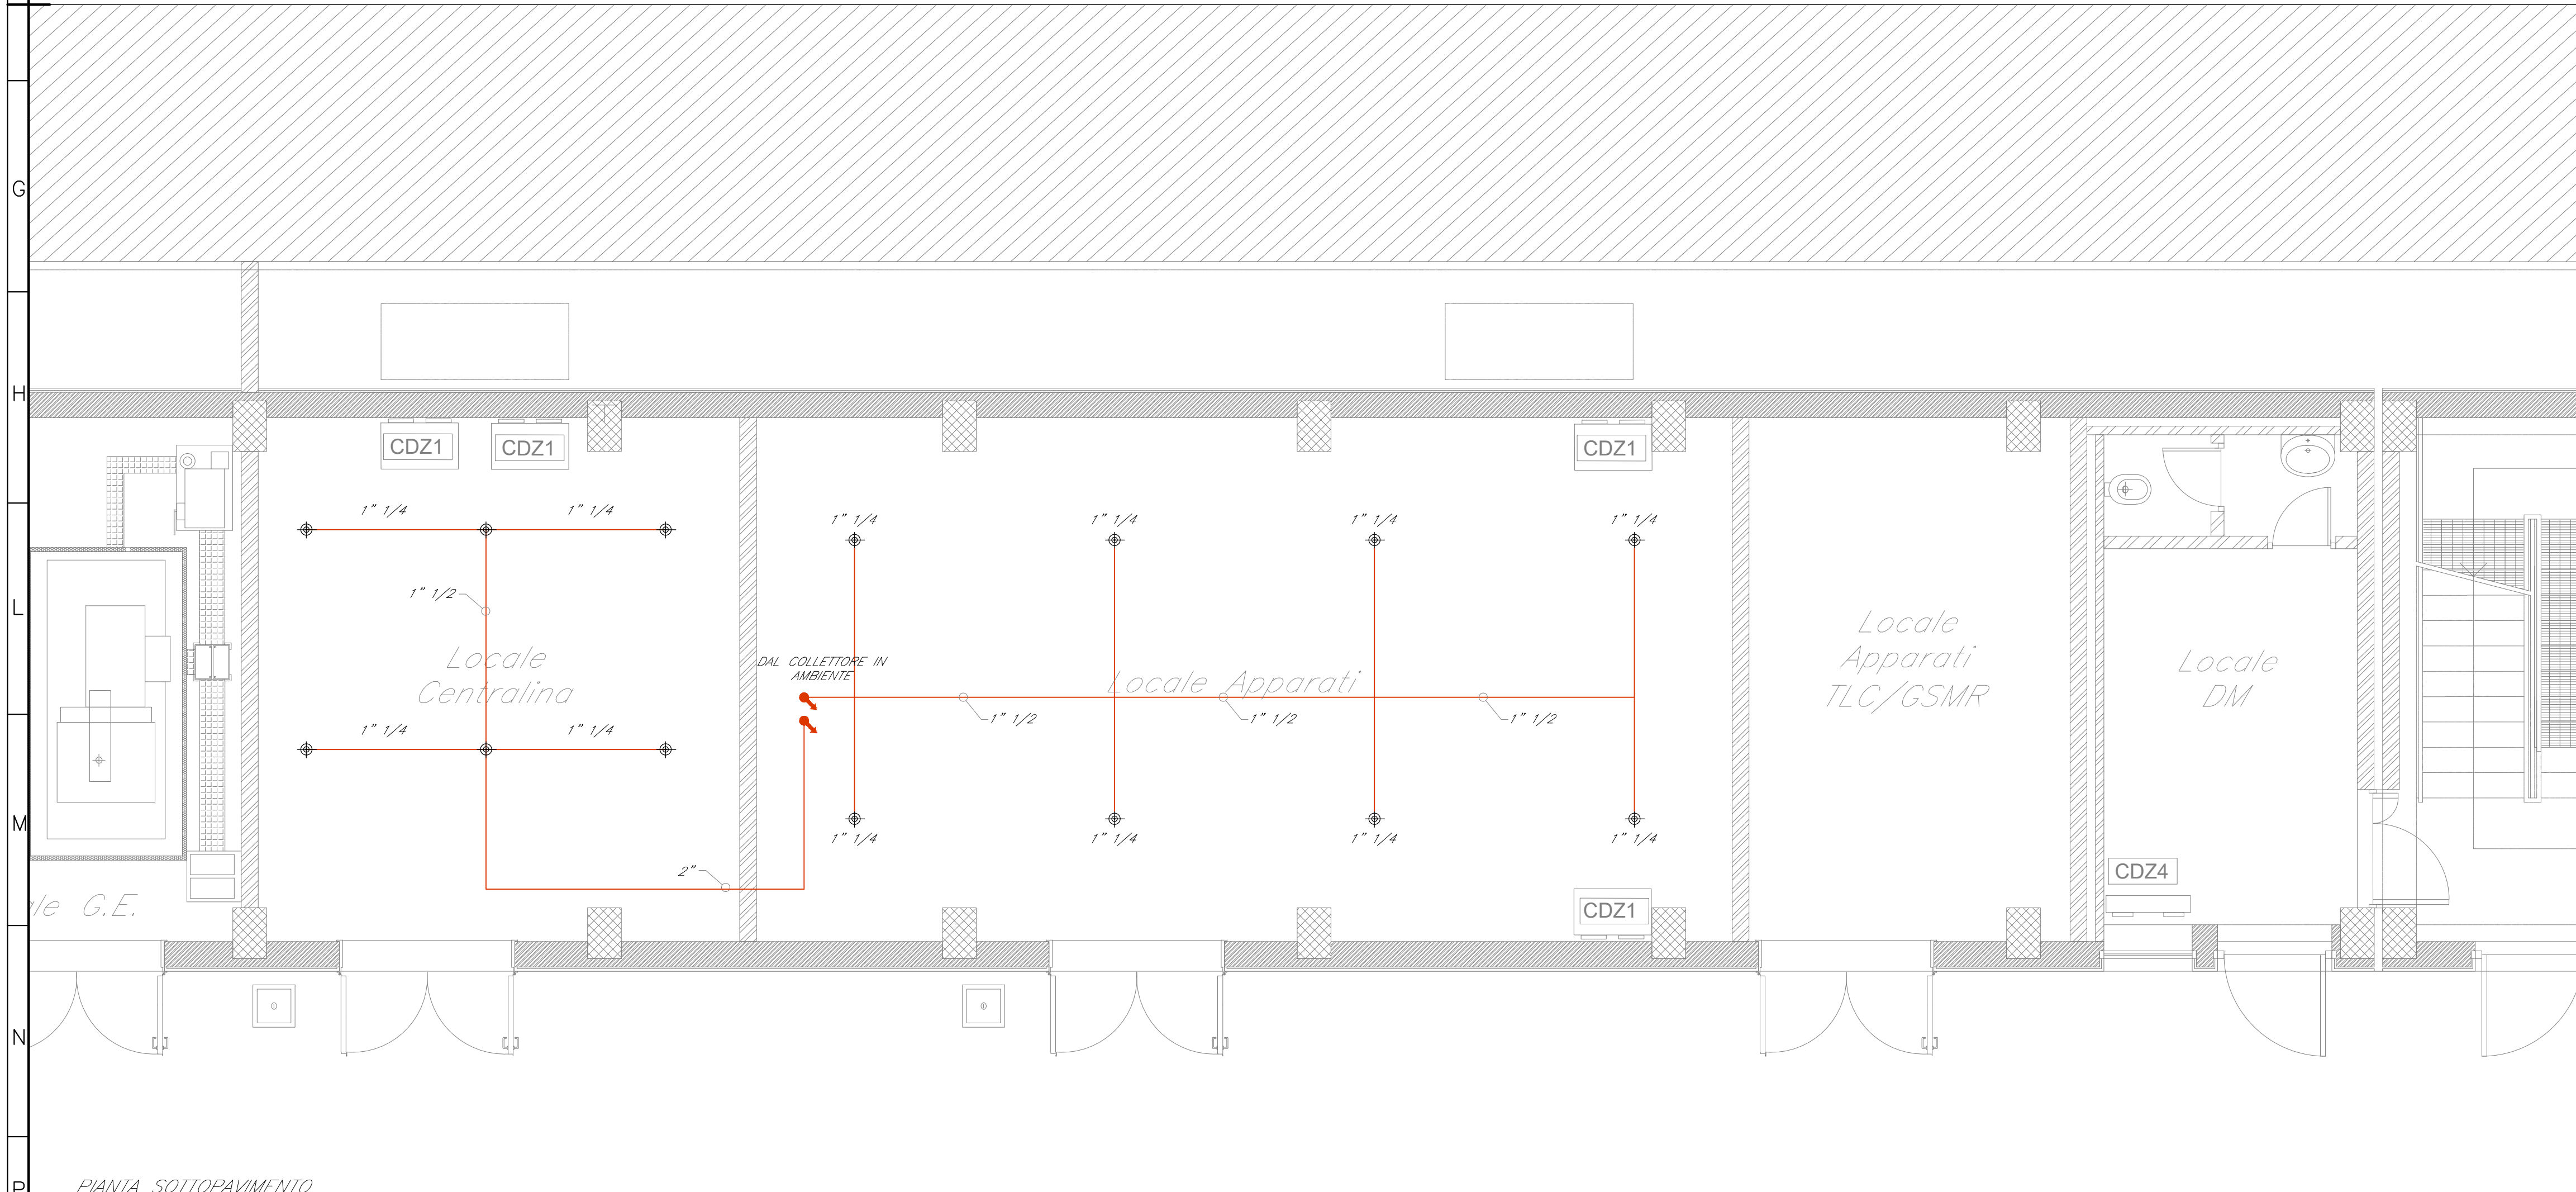 G
H
CDZ1
CDZ1
CDZ1
1" 1/4
1" 1/4
1" 1/4
1" 1/4
1" 1/4
1" 1/4
L
1" 1/2
Locale
Centralina
DAL COLLETTORE IN
AMBIENTE
Locale Apparati
Locale
Apparati
TLC/GSMR
Locale
DM
1" 1/2
1" 1/2
1" 1/2
1" 1/4
1" 1/4
M
1" 1/4
1" 1/4
1" 1/4
1" 1/4
2"
CDZ4
G.E.
CDZ1
N
P
PIANTA SOTTOPAVIMENTO